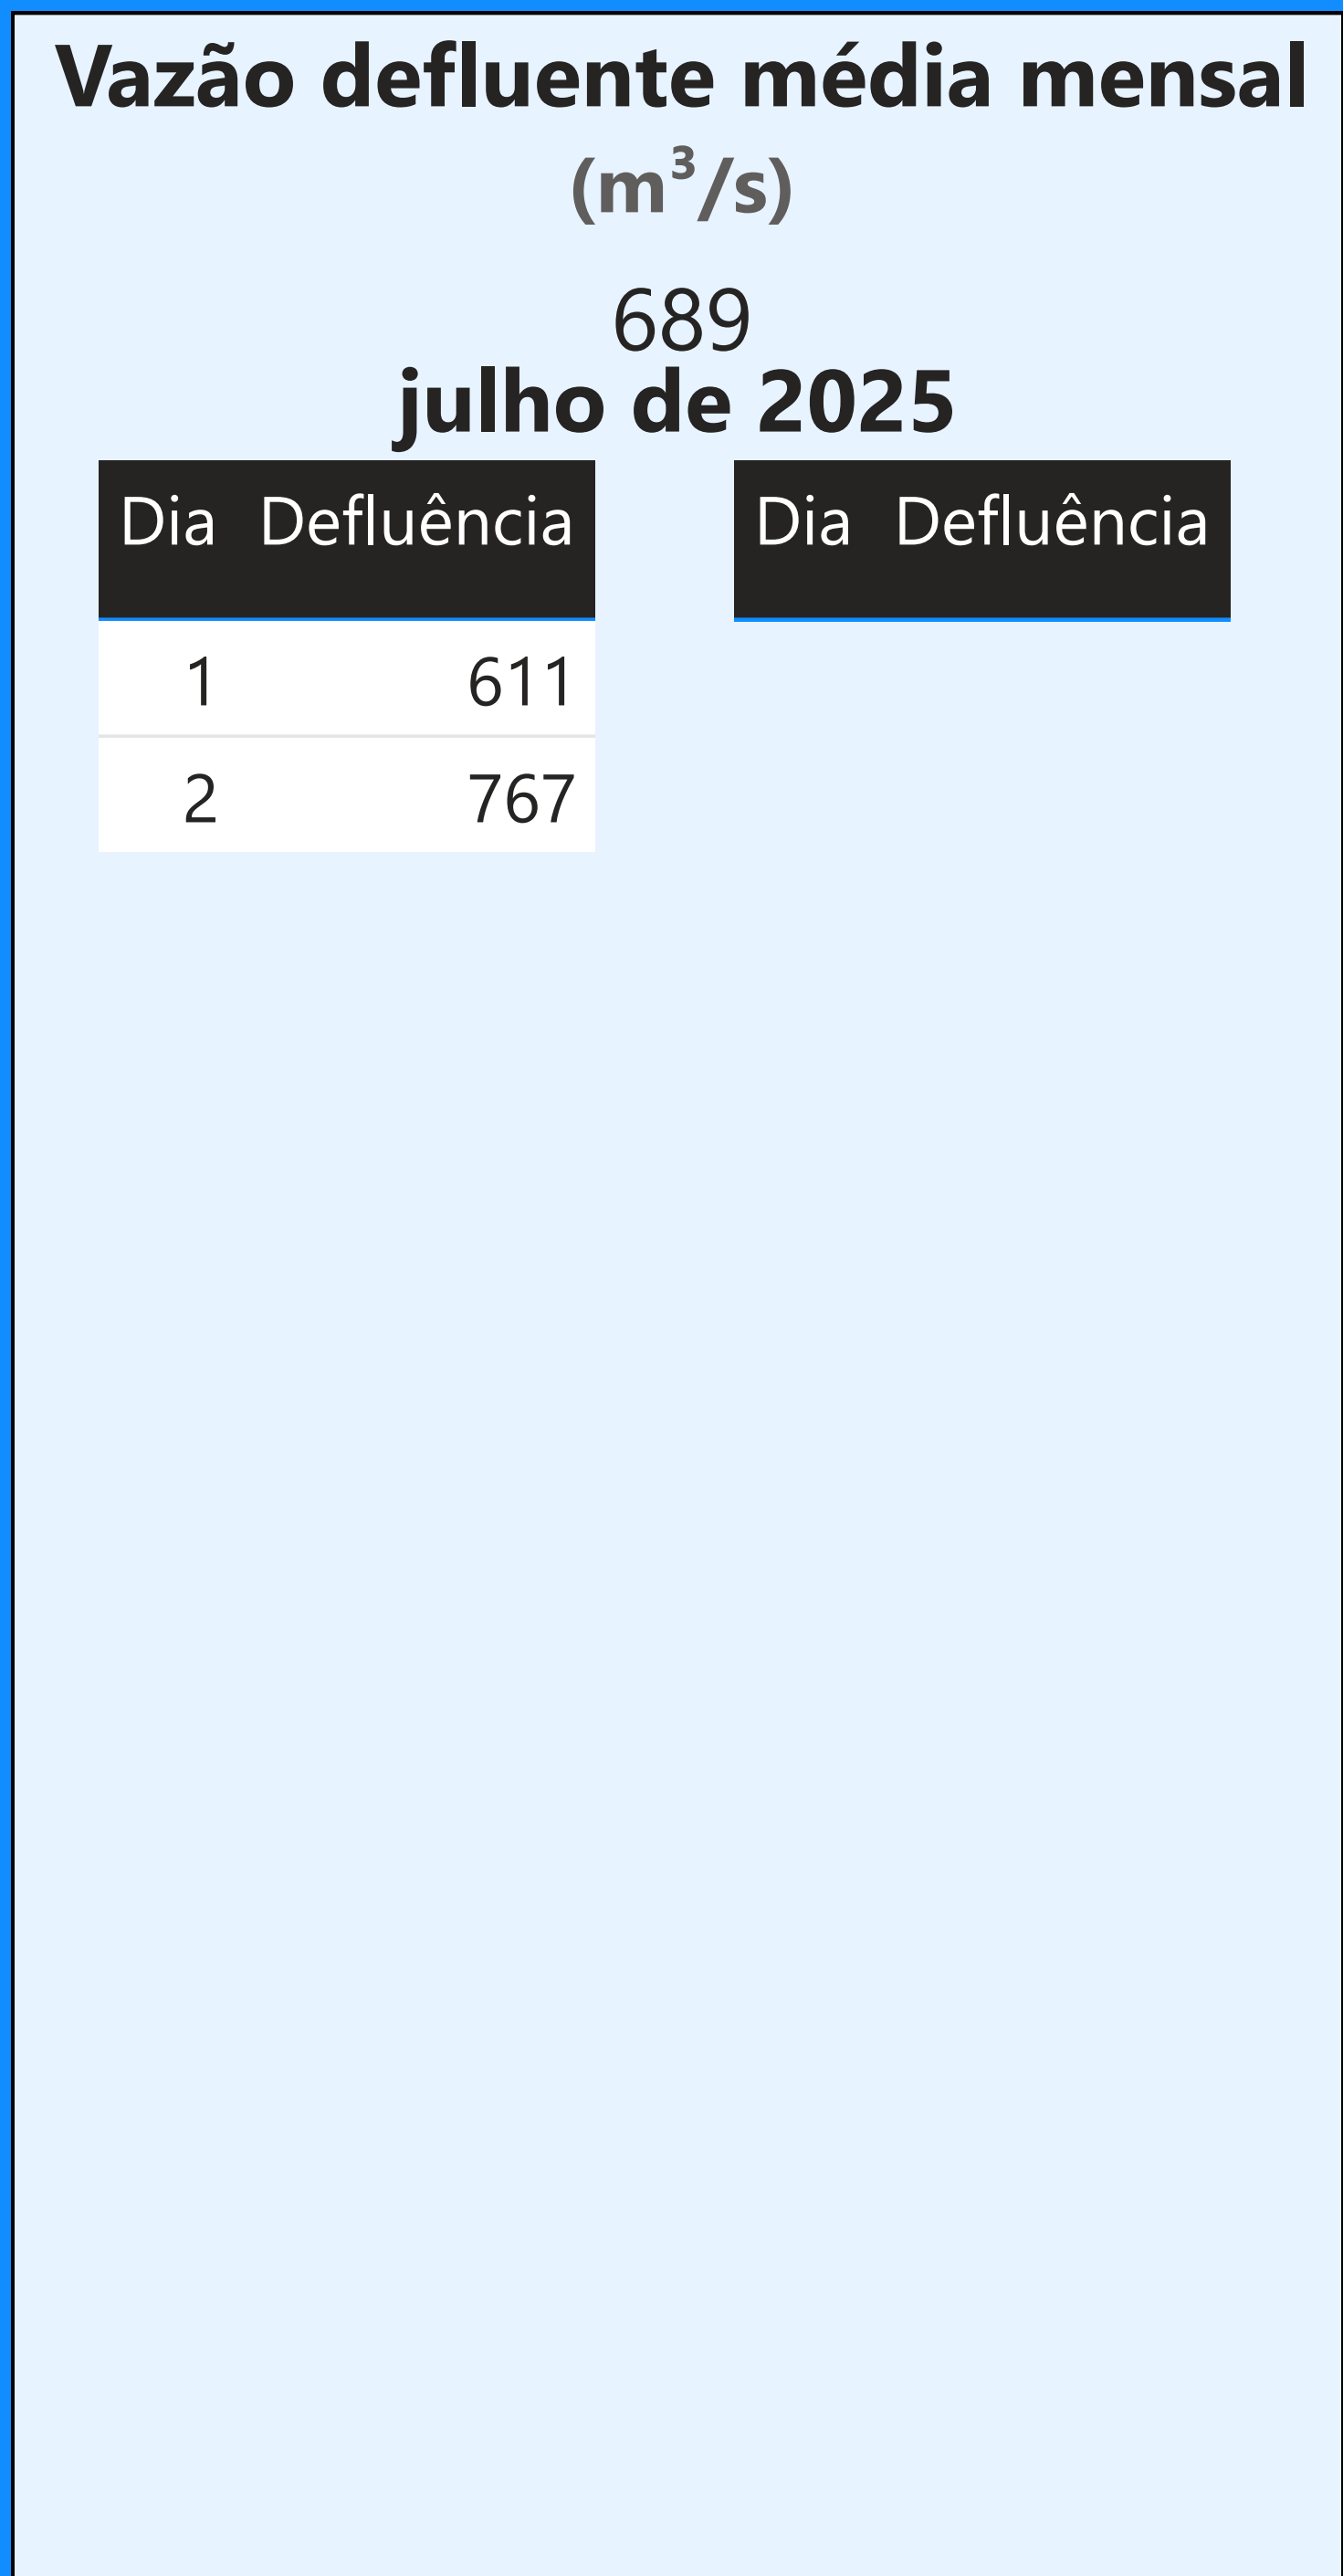 Vazão defluente média mensal
(m³/s)
689
julho de 2025
Dia Defluência
1 611
2 767
Dia Defluência